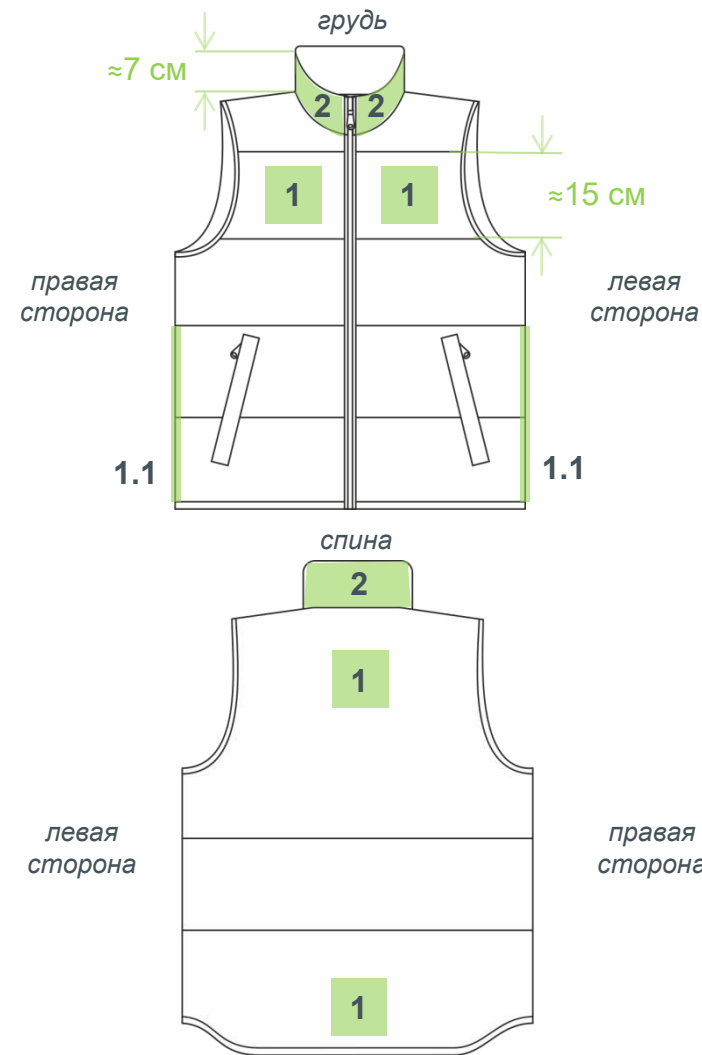 грудь
≈7 см
2 2
1 1
≈15 см
правая
сторона
левая
сторона
1.1
1.1
спина
2
1
левая
сторона
правая
сторона
1